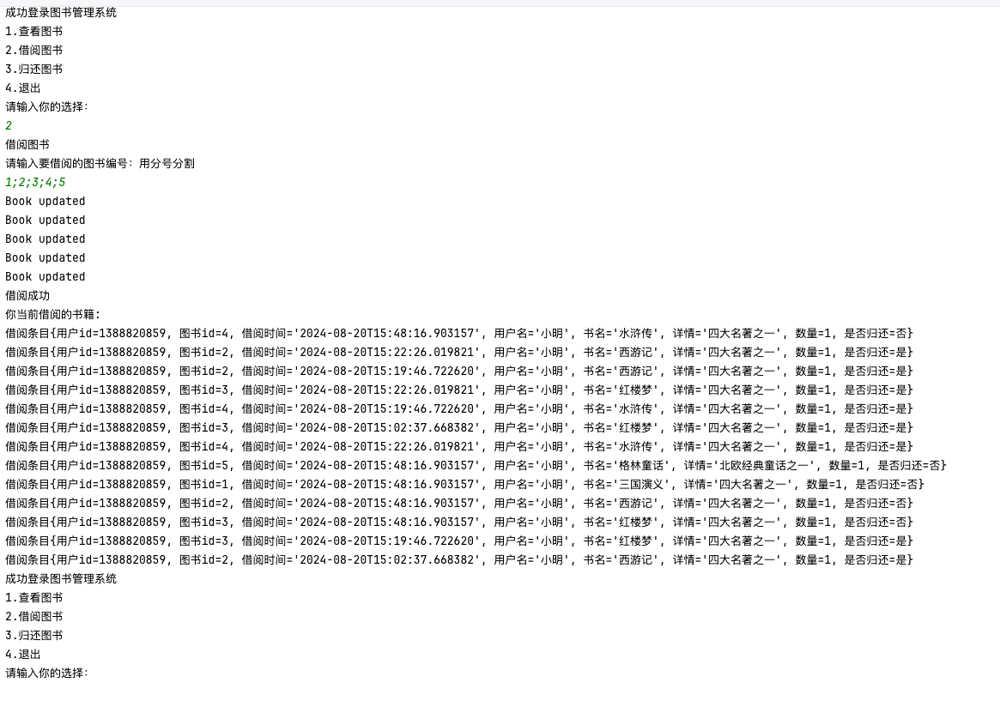 成功登录图书管理系统
1.查看图书
2.借阅图书
3.归还图书
4.退出
请输入你的选择：
2
借阅图书
请输入要借阅的图书编号：用分号分割
1;2;3;4;5
Book updated
Book updated
Book updated
Book updated
Book updated
借阅成功
你当前借阅的书籍：
借阅条目{用户id=1388820859, 图书id=4, 借阅时间='2024-08-20T15:48:16.903157', 用户名='小明', 书名='水浒传', 详情='四大名著之一', 数量=1, 是否归还=否}
借阅条目{用户id=1388820859, 图书id=2, 借阅时间='2024-08-20T15:22:26.019821', 用户名='小明', 书名='西游记', 详情='四大名著之一', 数量=1, 是否归还=是}
借阅条目{用户id=1388820859, 图书id=2, 借阅时间='2024-08-20T15:19:46.722620', 用户名='小明', 书名='西游记', 详情='四大名著之一', 数量=1, 是否归还=是}
借阅条目{用户id=1388820859, 图书id=3, 借阅时间='2024-08-20T15:22:26.019821', 用户名='小明', 书名='红楼梦', 详情='四大名著之一', 数量=1, 是否归还=是}
借阅条目{用户id=1388820859, 图书id=4, 借阅时间='2024-08-20T15:19:46.722620', 用户名='小明', 书名='水浒传', 详情='四大名著之一', 数量=1, 是否归还=是}
借阅条目{用户id=1388820859, 图书id=3, 借阅时间='2024-08-20T15:02:37.668382', 用户名='小明', 书名='红楼梦', 详情='四大名著之一', 数量=1, 是否归还=是}
借阅条目{用户id=1388820859, 图书id=4, 借阅时间='2024-08-20T15:22:26.019821', 用户名='小明', 书名='水浒传', 详情='四大名著之一', 数量=1, 是否归还=是}
借阅条目{用户id=1388820859, 图书id=5, 借阅时间='2024-08-20T15:48:16.903157', 用户名='小明', 书名='格林童话', 详情='北欧经典童话之一', 数量=1, 是否归还=否}
借阅条目{用户id=1388820859, 图书id=1, 借阅时间='2024-08-20T15:48:16.903157', 用户名='小明', 书名='三国演义', 详情='四大名著之一', 数量=1, 是否归还=否}
借阅条目{用户id=1388820859, 图书id=2, 借阅时间='2024-08-20T15:48:16.903157', 用户名='小明', 书名='西游记', 详情='四大名著之一', 数量=1, 是否归还=否}
借阅条目{用户id=1388820859, 图书id=3, 借阅时间='2024-08-20T15:48:16.903157', 用户名='小明', 书名='红楼梦', 详情='四大名著之一', 数量=1, 是否归还=否}
借阅条目{用户id=1388820859, 图书id=3, 借阅时间='2024-08-20T15:19:46.722620', 用户名='小明', 书名='红楼梦', 详情='四大名著之一', 数量=1, 是否归还=是}
借阅条目{用户id=1388820859, 图书id=2, 借阅时间='2024-08-20T15:02:37.668382', 用户名='小明', 书名='西游记', 详情='四大名著之一', 数量=1, 是否归还=是}
成功登录图书管理系统
1.查看图书
2.借阅图书
3.归还图书
4.退出
请输入你的选择：